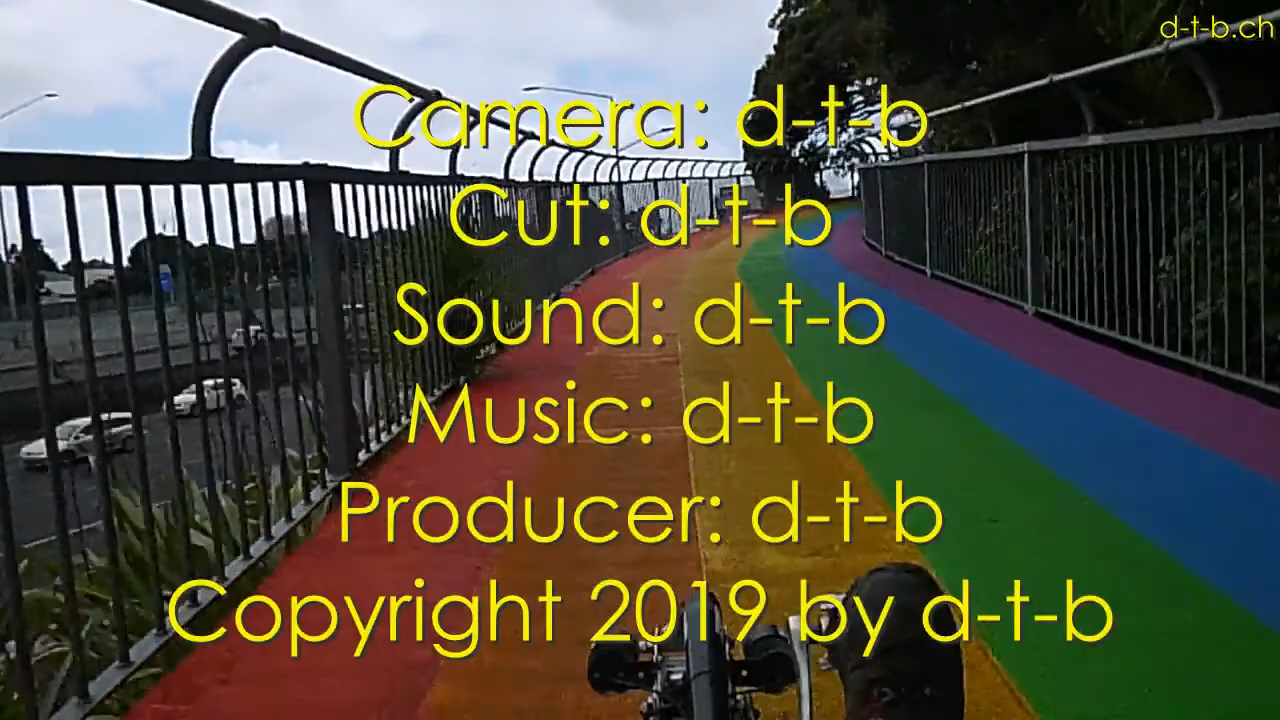 d-t-b.ch
Camera: d-t-b
Cut: d-t-b
Sound: d-t-b
Music: d-t-b
Producer: d-t-b
Copyright 2019 by d-t-b